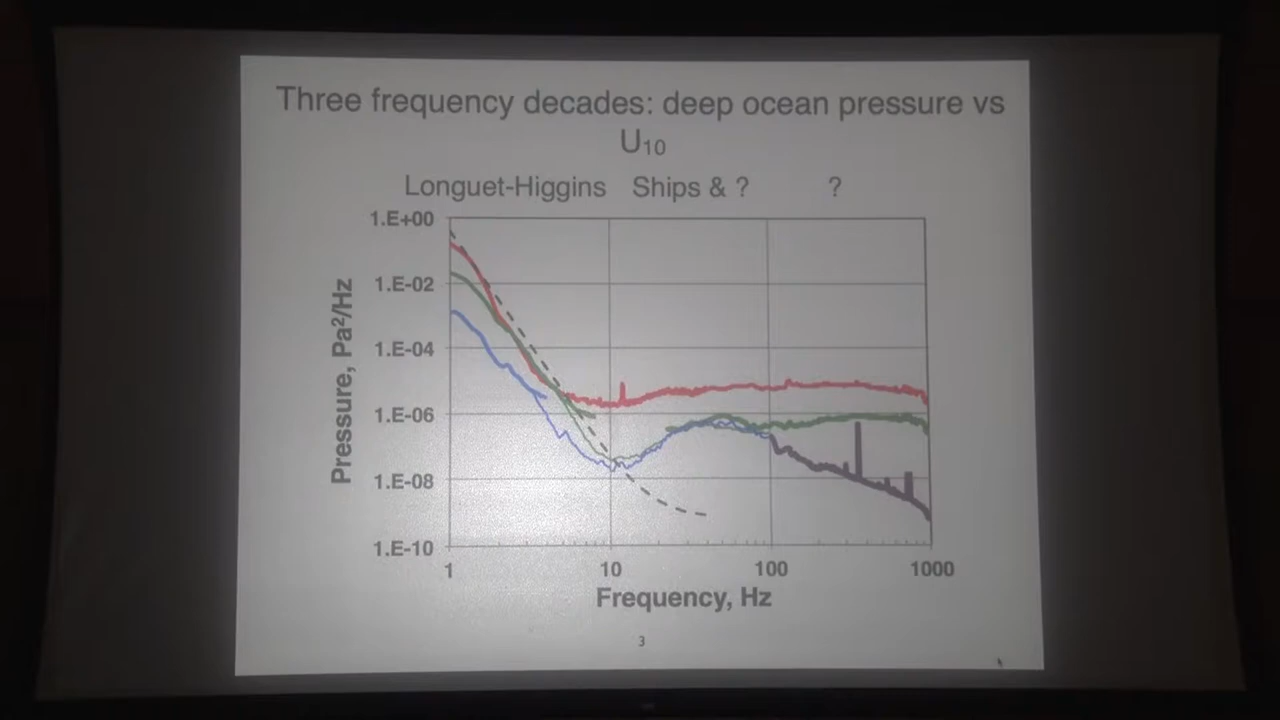 Three frequency decades: deep ocean pressure vs
U₁₀
Longuet-Higgins Ships & ? ?
1.E+00
1.E-02
1.E-04
1.E-06
1.E-08
1.E-10
Pressure, Pa²/Hz
1 10 100 1000
Frequency, Hz
3